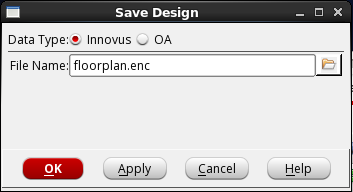 Save Design
Data Type: Innovus OA
File Name: floorplan.enc
OK Apply Cancel Help